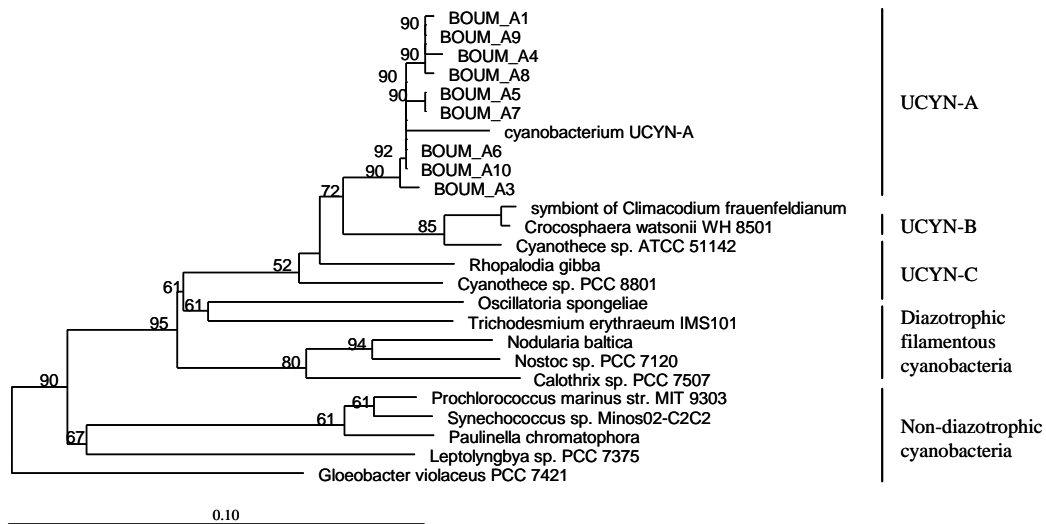 90
BOUM_A1
BOUM_A9
90
BOUM_A4
90
BOUM_A8
90
BOUM_A5
BOUM_A7
UCYN-A
cyanobacterium UCYN-A
92
BOUM_A6
90
BOUM_A10
BOUM_A3
72
symbiont of Climacodium frauenfeldianum
85
Crocosphaera watsonii WH 8501
UCYN-B
Cyanothece sp. ATCC 51142
52
Rhopalodia gibba
UCYN-C
Cyanothece sp. PCC 8801
61
61
Oscillatoria spongeliae
95
Trichodesmium erythraeum IMS101
Diazotrophic
filamentous
cyanobacteria
94
Nodularia baltica
80
Nostoc sp. PCC 7120
Calothrix sp. PCC 7507
90
61
Prochlorococcus marinus str. MIT 9303
61
Synechococcus sp. Minos02-C2C2
Non-diazotrophic
cyanobacteria
67
Paulinella chromatophora
Leptolyngbya sp. PCC 7375
Gloeobacter violaceus PCC 7421
0.10